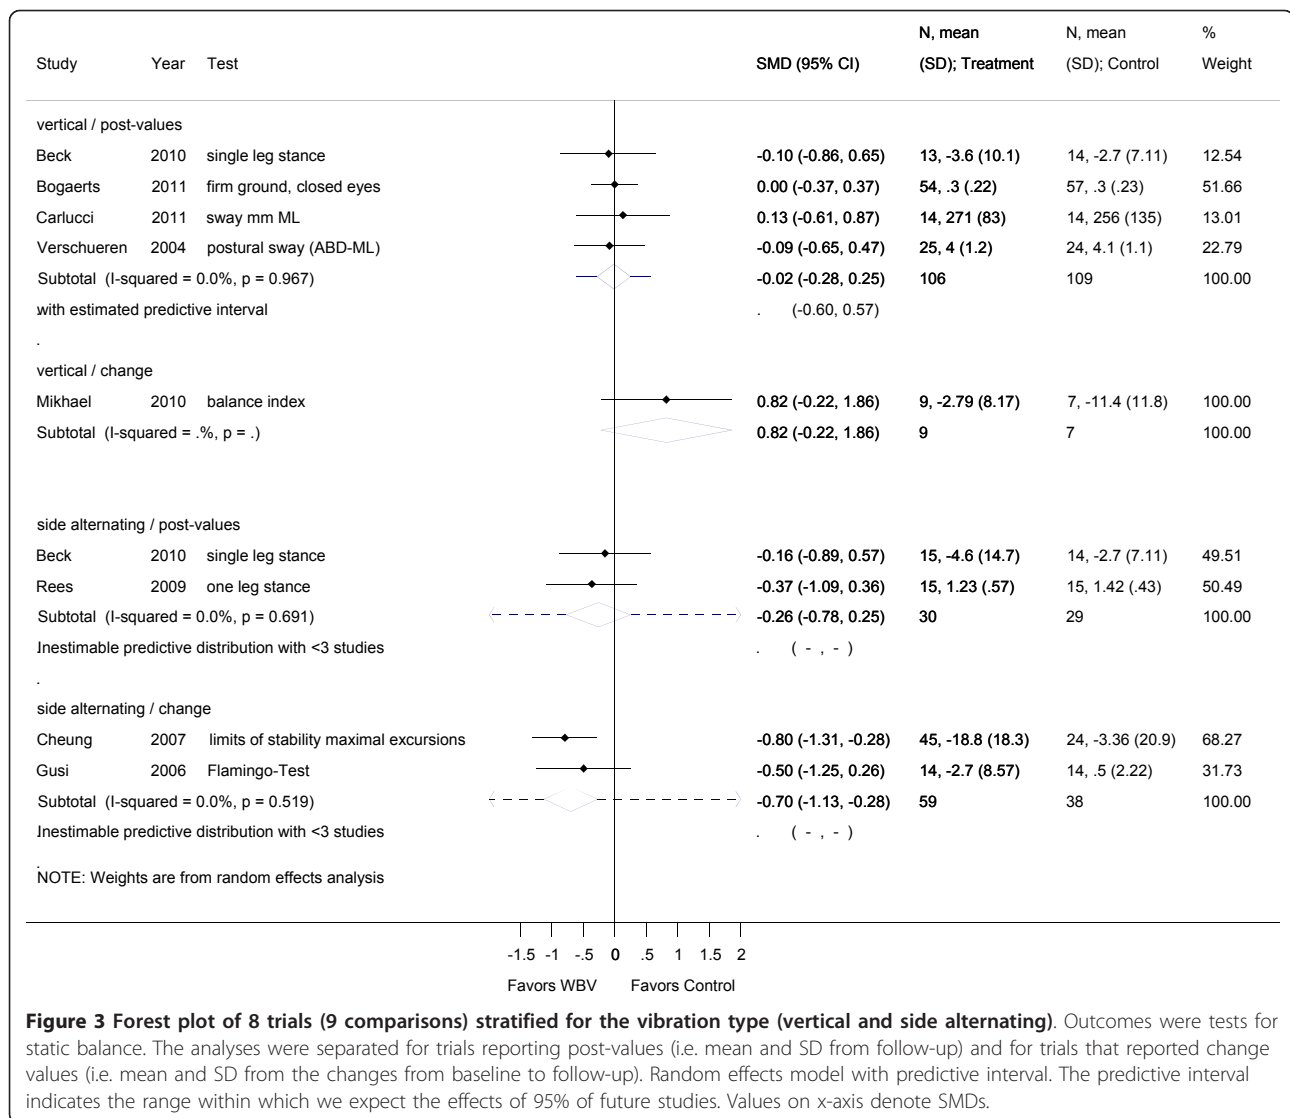 N, mean N, mean %
Study Year Test SMD (95% CI) (SD); Treatment (SD); Control Weight
vertical / post-values
Beck 2010 single leg stance -0.10 (-0.86, 0.65) 13, -3.6 (10.1) 14, -2.7 (7.11) 12.54
Bogaerts 2011 firm ground, closed eyes 0.00 (-0.37, 0.37) 54, .3 (.22) 57, .3 (.23) 51.66
Carlucci 2011 sway mm ML 0.13 (-0.61, 0.87) 14, 271 (83) 14, 256 (135) 13.01
Verschueren 2004 postural sway (ABD-ML) -0.09 (-0.65, 0.47) 25, 4 (1.2) 24, 4.1 (1.1) 22.79
Subtotal (I-squared = 0.0%, p = 0.967) -0.02 (-0.28, 0.25) 106 109 100.00
with estimated predictive interval . (-0.60, 0.57)
.
vertical / change
Mikhael 2010 balance index 0.82 (-0.22, 1.86) 9, -2.79 (8.17) 7, -11.4 (11.8) 100.00
Subtotal (I-squared = .%, p = .) 0.82 (-0.22, 1.86) 9 7 100.00
side alternating / post-values
Beck 2010 single leg stance -0.16 (-0.89, 0.57) 15, -4.6 (14.7) 14, -2.7 (7.11) 49.51
Rees 2009 one leg stance -0.37 (-1.09, 0.36) 15, 1.23 (.57) 15, 1.42 (.43) 50.49
Subtotal (I-squared = 0.0%, p = 0.691) -0.26 (-0.78, 0.25) 30 29 100.00
Inestimable predictive distribution with <3 studies . ( - , - )
.
side alternating / change
Cheung 2007 limits of stability maximal excursions -0.80 (-1.31, -0.28) 45, -18.8 (18.3) 24, -3.36 (20.9) 68.27
Gusi 2006 Flamingo-Test -0.50 (-1.25, 0.26) 14, -2.7 (8.57) 14, .5 (2.22) 31.73
Subtotal (I-squared = 0.0%, p = 0.519) -0.70 (-1.13, -0.28) 59 38 100.00
Inestimable predictive distribution with <3 studies . ( - , - )
.
NOTE: Weights are from random effects analysis
-1.5 -1 -.5 0 .5 1 1.5 2
Favors WBV Favors Control
Figure 3 Forest plot of 8 trials (9 comparisons) stratified for the vibration type (vertical and side alternating). Outcomes were tests for
static balance. The analyses were separated for trials reporting post-values (i.e. mean and SD from follow-up) and for trials that reported change
values (i.e. mean and SD from the changes from baseline to follow-up). Random effects model with predictive interval. The predictive interval
indicates the range within which we expect the effects of 95% of future studies. Values on x-axis denote SMDs.